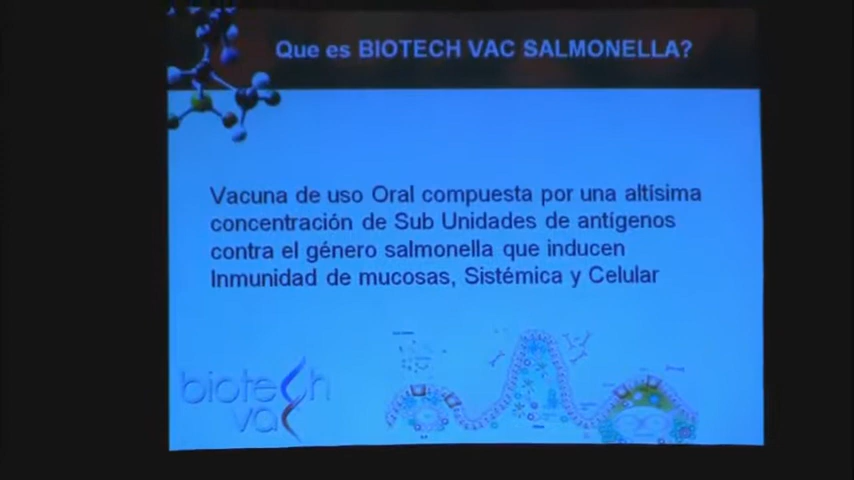 Que es BIOTECH VAC SALMONELLA?
Vacuna de uso Oral compuesta por una altísima
concentración de Sub Unidades de antígenos
contra el género salmonella que inducen
Inmunidad de mucosas, Sistémica y Celular
biotech
vac